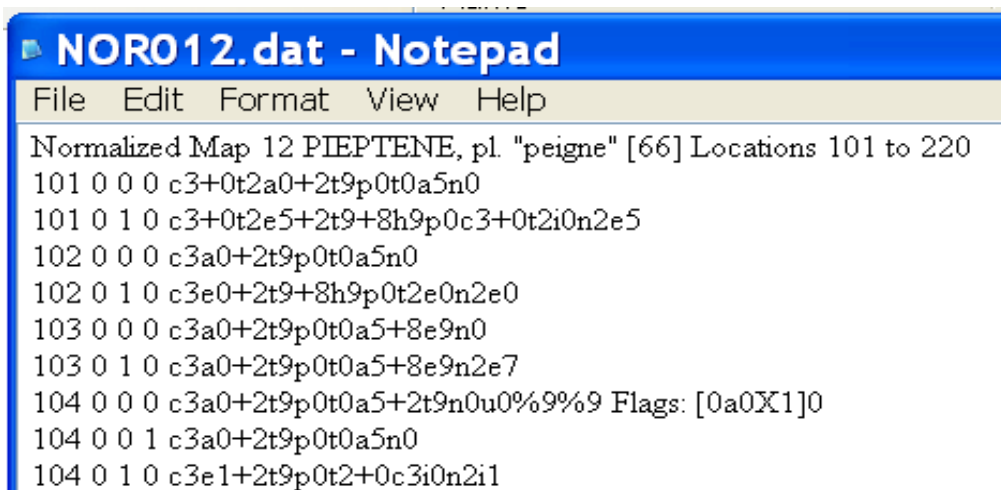 NOR012.dat - Notepad
File Edit Format View Help
Normalized Map 12 PIEPTENE, pl. "peigne" [66] Locations 101 to 220
101 0 0 0 c3+0t2a0+2t9p0t0a5n0
101 0 1 0 c3+0t2e5+2t9+8h9p0c3+0t2i0n2e5
102 0 0 0 c3a0+2t9p0t0a5n0
102 0 1 0 c3e0+2t9+8h9p0t2e0n2e0
103 0 0 0 c3a0+2t9p0t0a5+8e9n0
103 0 1 0 c3a0+2t9p0t0a5+8e9n2e7
104 0 0 0 c3a0+2t9p0t0a5+2t9n0u0%9%9 Flags: [0a0X1]0
104 0 0 1 c3a0+2t9p0t0a5n0
104 0 1 0 c3e1+2t9p0t2+0c3i0n2i1